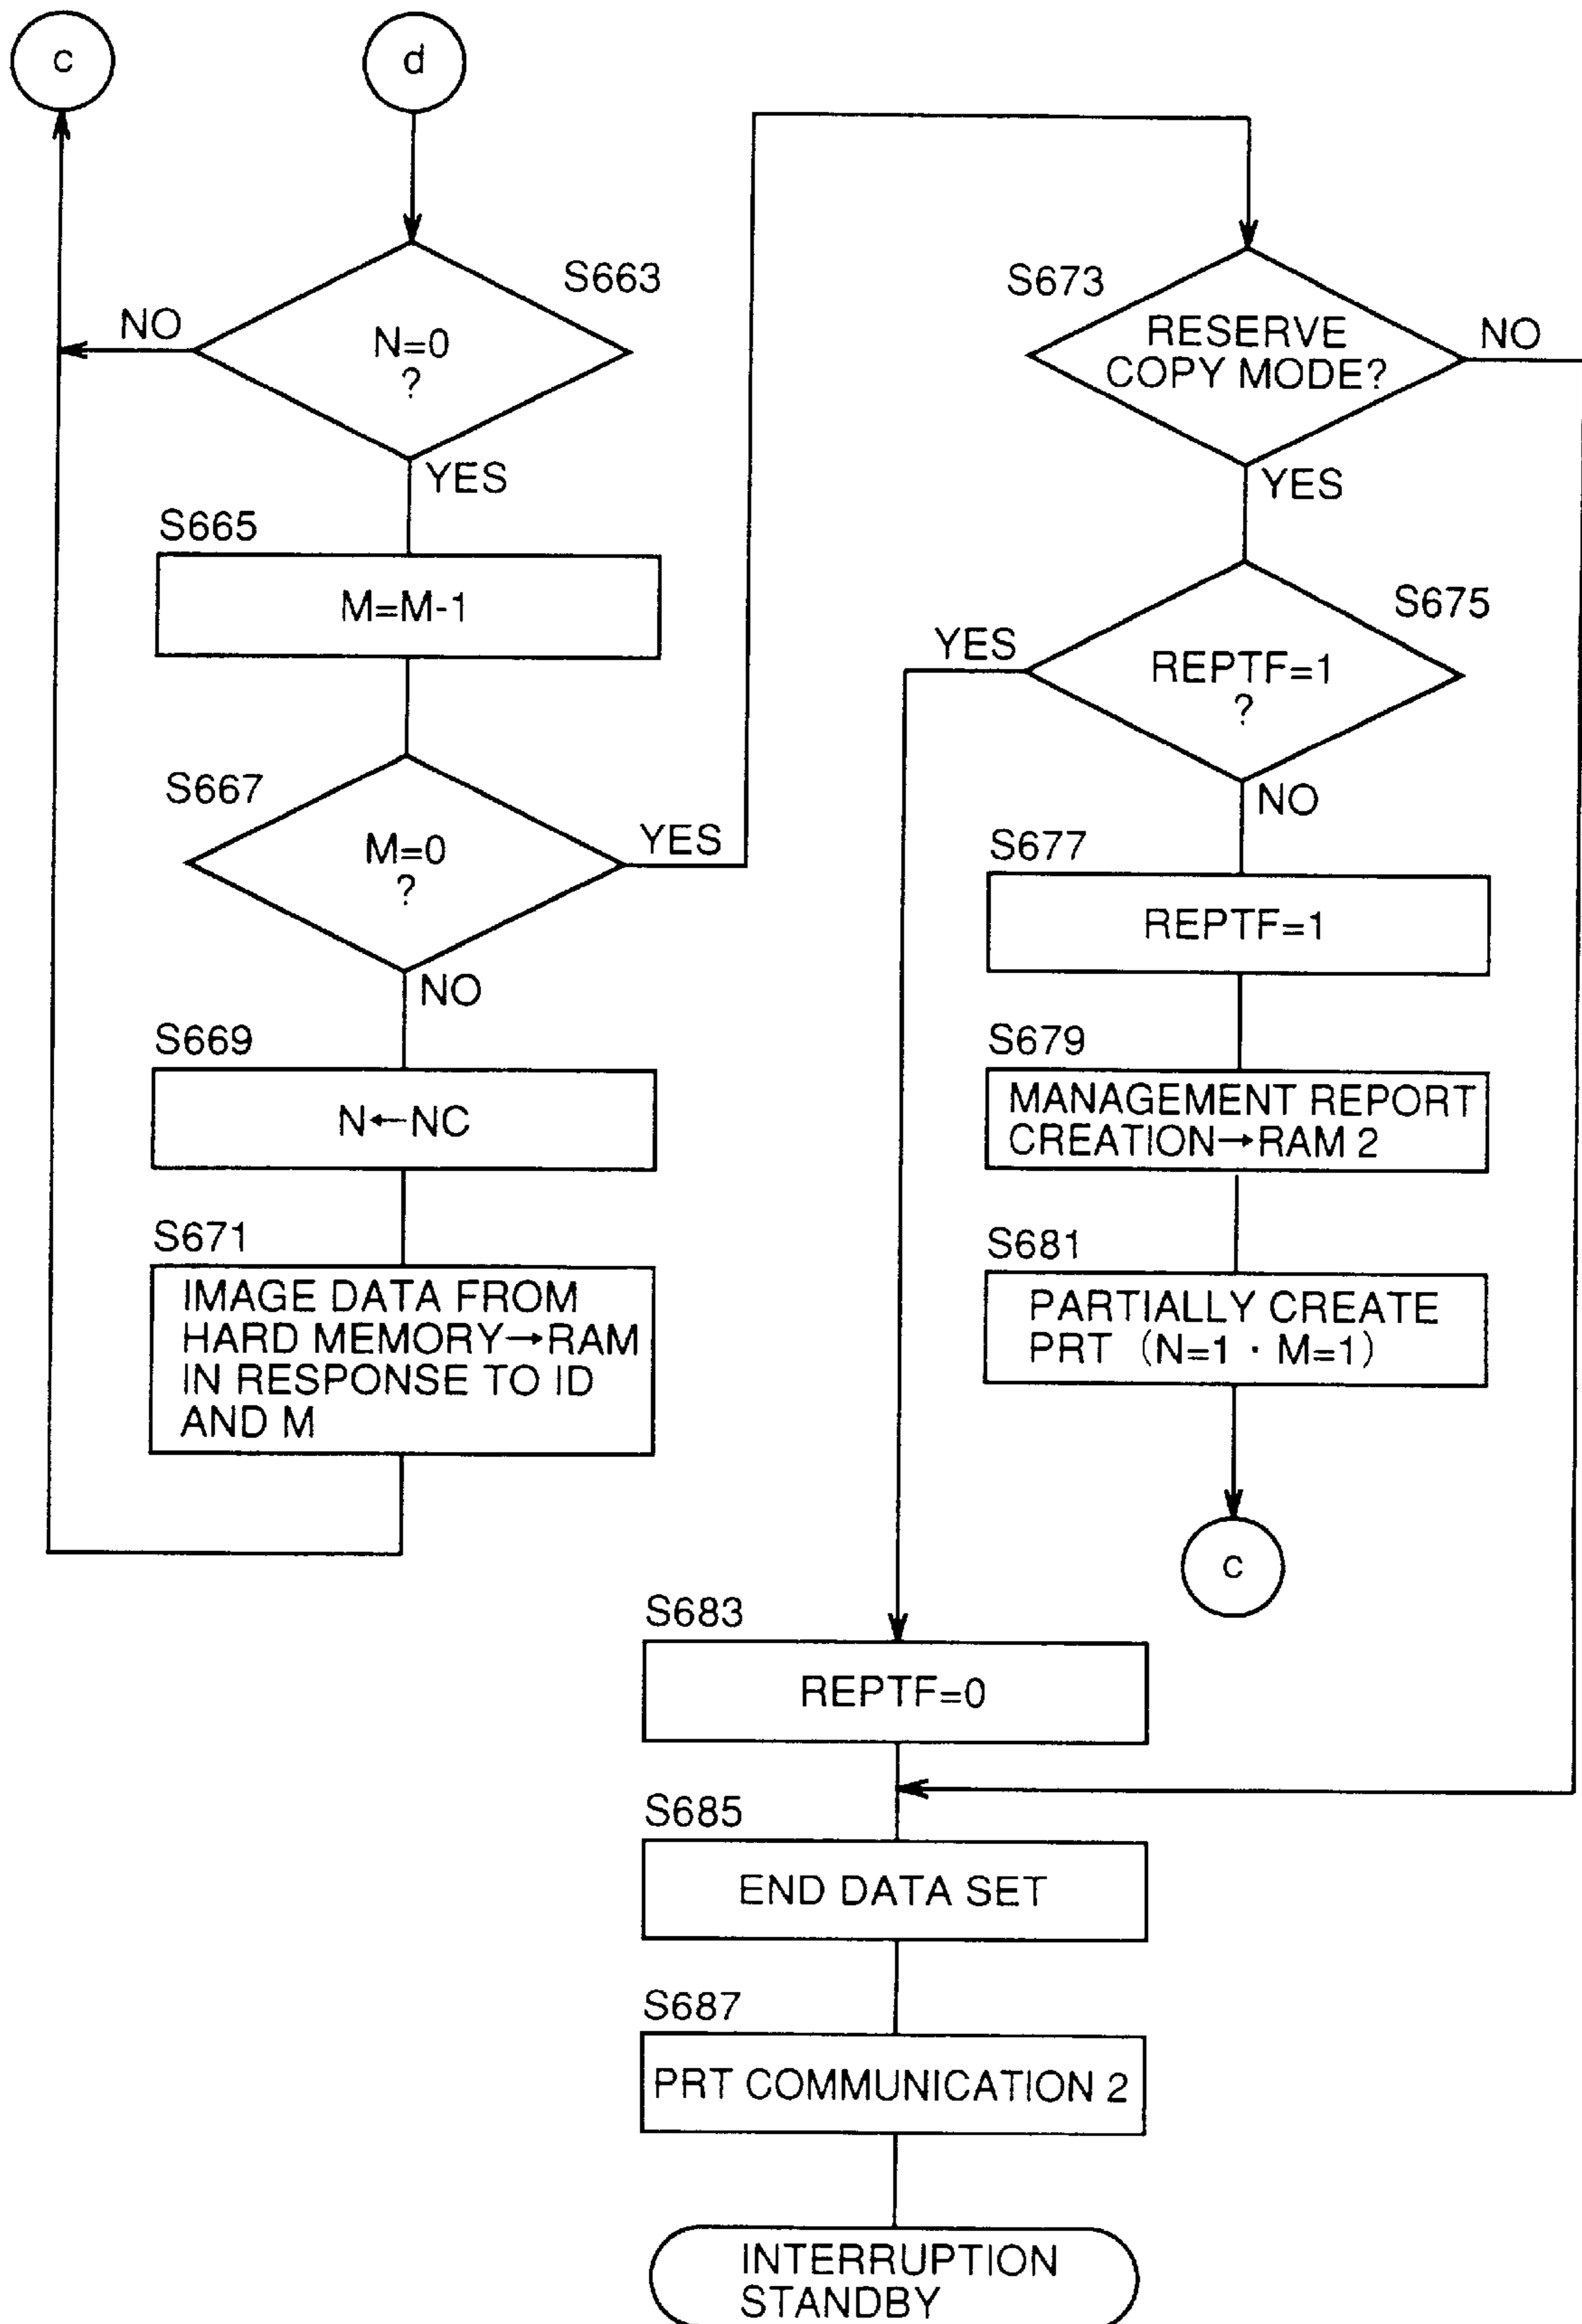 c
d
S663
N=0
?
NO
YES
S665
M=M-1
S667
M=0
?
YES
NO
S669
N←NC
S671
IMAGE DATA FROM
HARD MEMORY→RAM
IN RESPONSE TO ID
AND M
S673
RESERVE
COPY MODE?
NO
YES
S675
REPTF=1
?
YES
NO
S677
REPTF=1
S679
MANAGEMENT REPORT
CREATION→RAM 2
S681
PARTIALLY CREATE
PRT (N=1 · M=1)
c
S683
REPTF=0
S685
END DATA SET
S687
PRT COMMUNICATION 2
INTERRUPTION
STANDBY